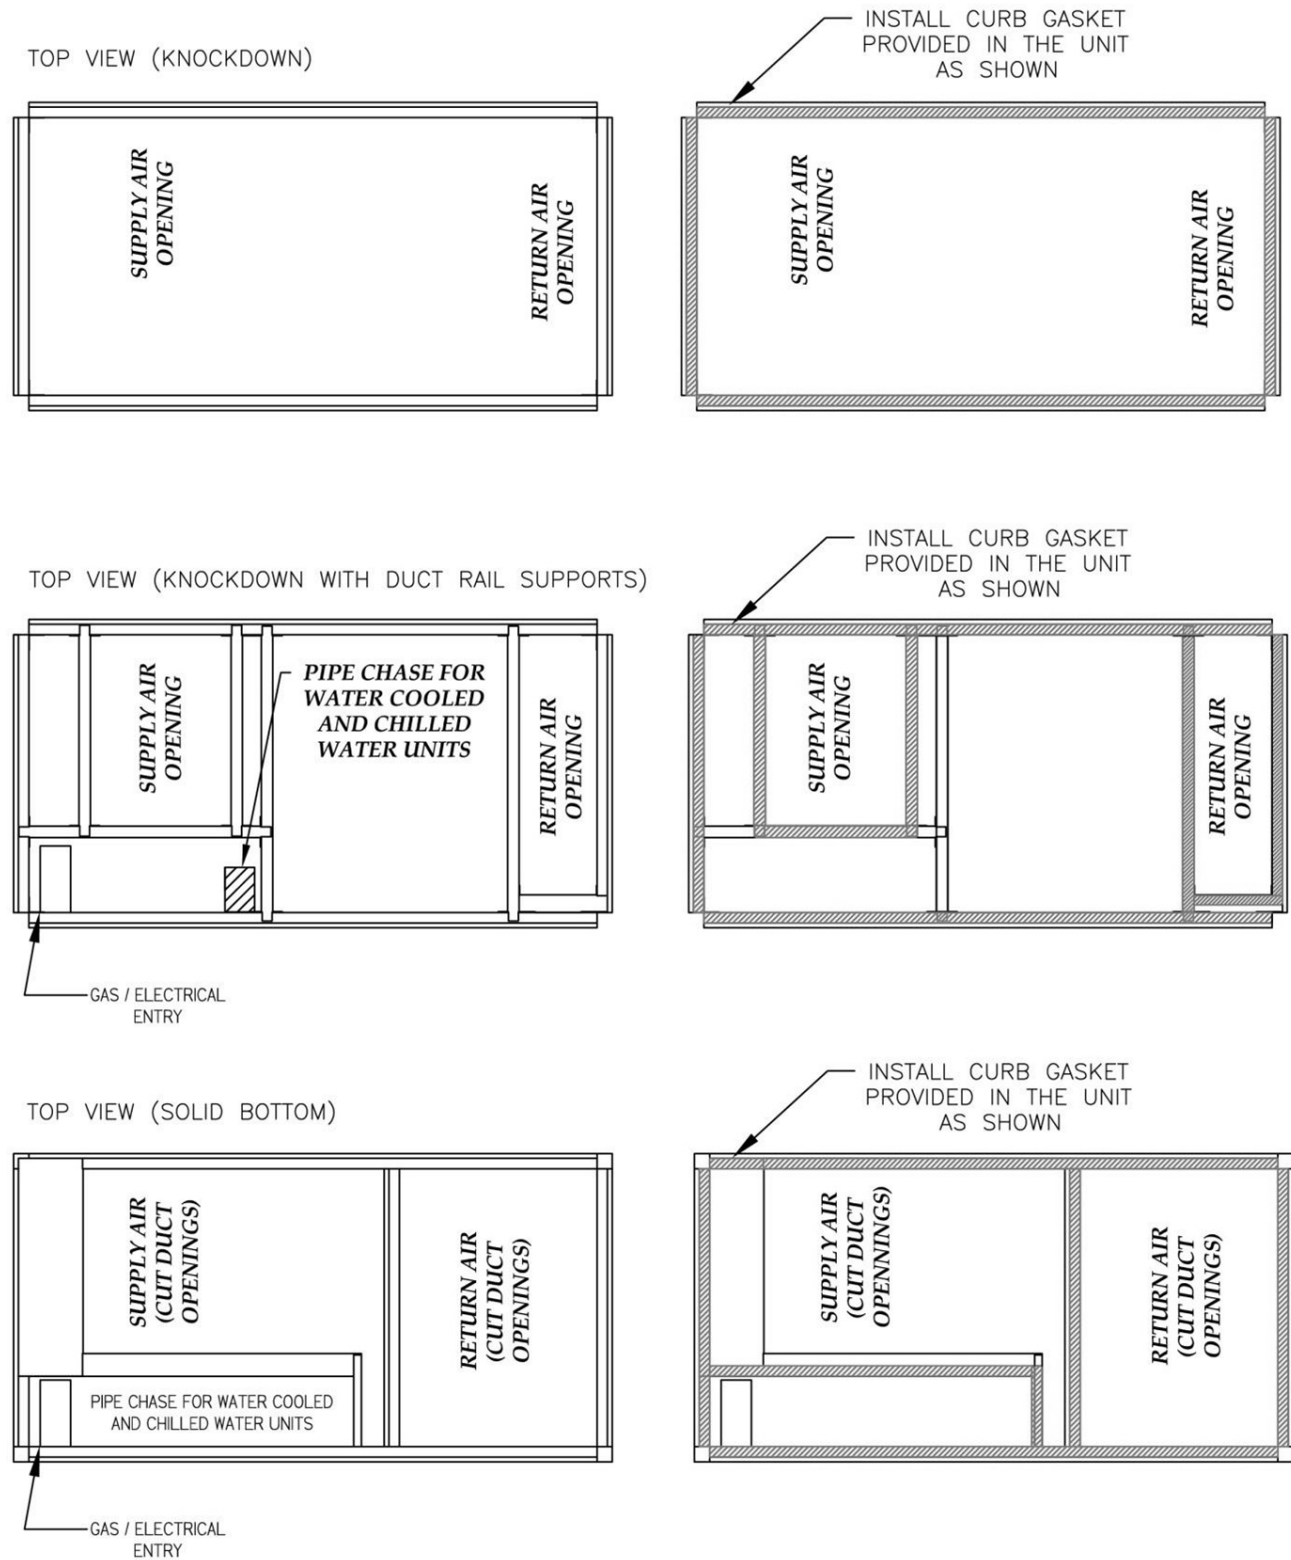 TOP VIEW (KNOCKDOWN)
INSTALL CURB GASKET
PROVIDED IN THE UNIT
AS SHOWN
SUPPLY AIR
OPENING
RETURN AIR
OPENING
SUPPLY AIR
OPENING
RETURN AIR
OPENING
TOP VIEW (KNOCKDOWN WITH DUCT RAIL SUPPORTS)
INSTALL CURB GASKET
PROVIDED IN THE UNIT
AS SHOWN
SUPPLY AIR
OPENING
PIPE CHASE FOR
WATER COOLED
AND CHILLED
WATER UNITS
RETURN AIR
OPENING
GAS / ELECTRICAL
ENTRY
SUPPLY AIR
OPENING
RETURN AIR
OPENING
TOP VIEW (SOLID BOTTOM)
INSTALL CURB GASKET
PROVIDED IN THE UNIT
AS SHOWN
SUPPLY AIR
(CUT DUCT
OPENINGS)
RETURN AIR
(CUT DUCT
OPENINGS)
PIPE CHASE FOR WATER COOLED
AND CHILLED WATER UNITS
GAS / ELECTRICAL
ENTRY
SUPPLY AIR
(CUT DUCT
OPENNINGS)
RETURN AIR
(CUT DUCT
OPENINGS)